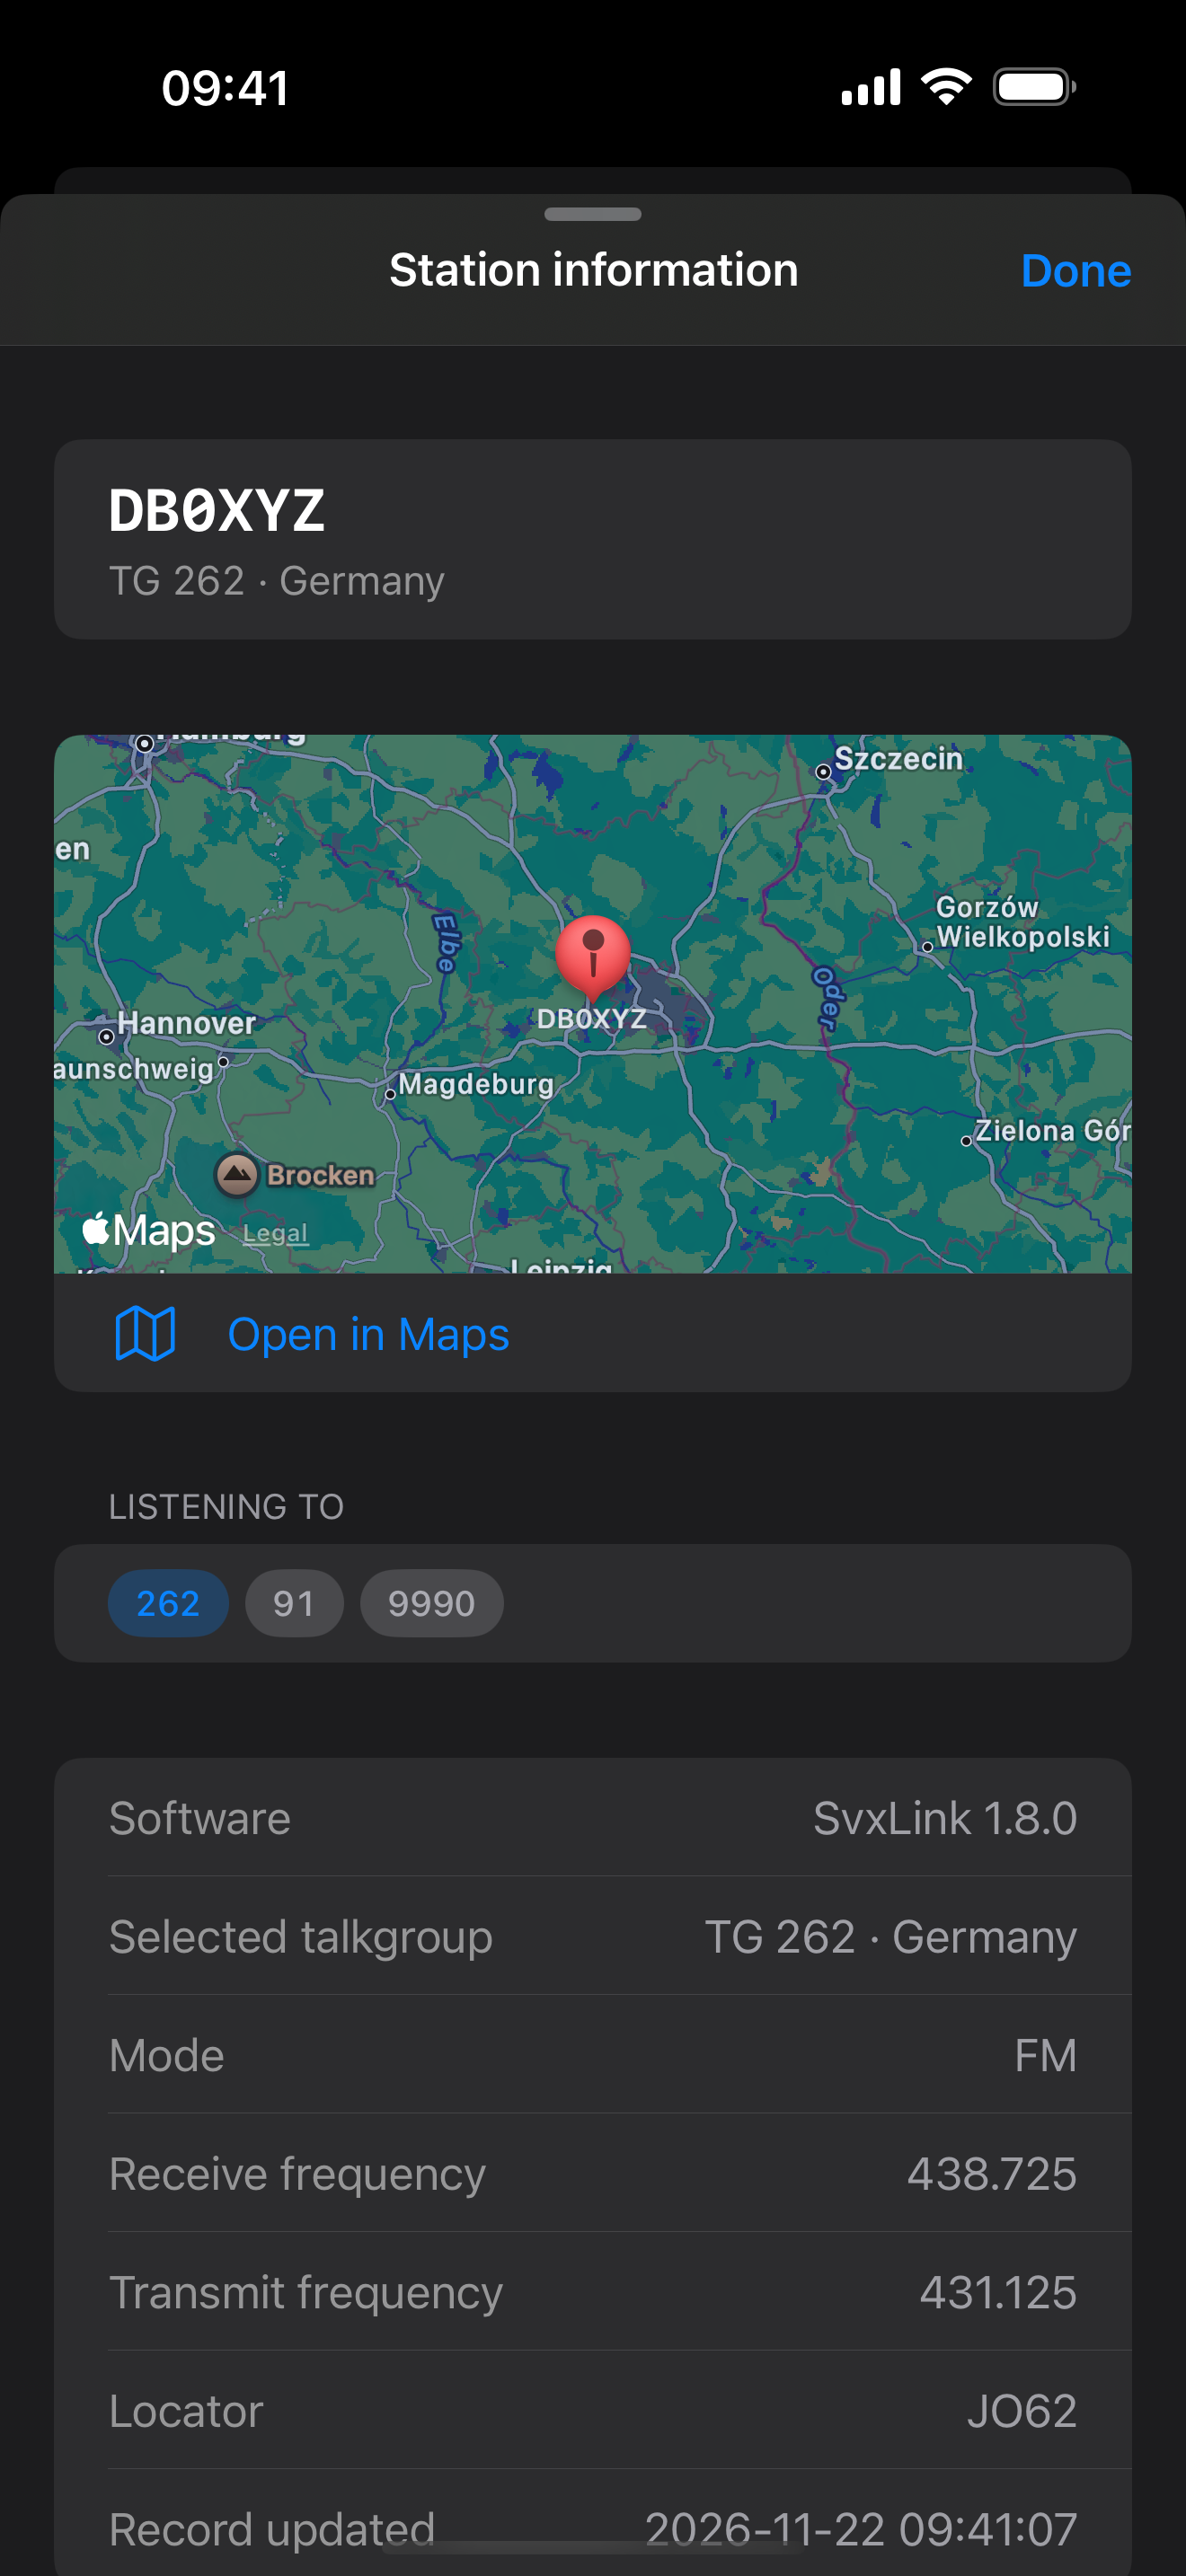 09:41
Station information
Done
DB0XYZ
TG 262 · Germany
Hamburg
Szczecin
en
Gorzów
Wielkopolski
Elbe
Oder
DB0XYZ
Hannover
aunschweig
Magdeburg
Zielona Gór
Brocken
Maps
Legal
Leipzig
Open in Maps
LISTENING TO
262
91
9990
Software
SvxLink 1.8.0
Selected talkgroup
TG 262 · Germany
Mode
FM
Receive frequency
438.725
Transmit frequency
431.125
Locator
JO62
Record updated
2026-11-22 09:41:07